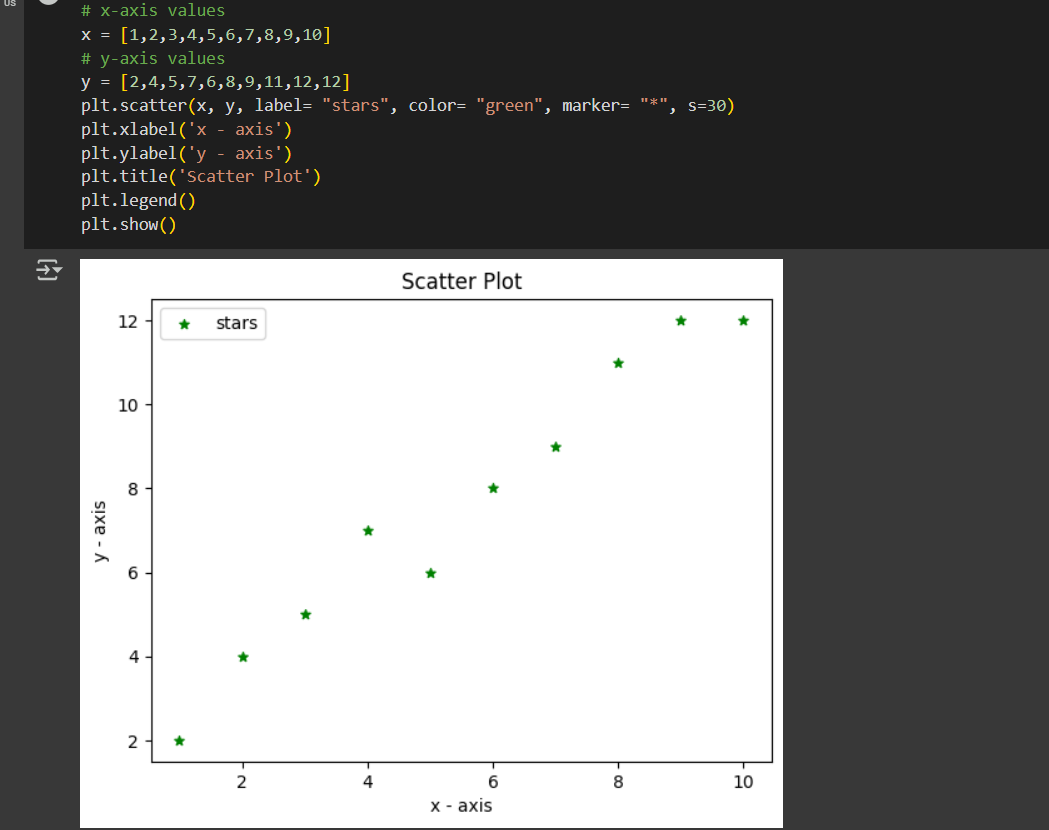 0s
# x-axis values
x = [1,2,3,4,5,6,7,8,9,10]
# y-axis values
y = [2,4,5,7,6,8,9,11,12,12]
plt.scatter(x, y, label= "stars", color= "green", marker= "*", s=30)
plt.xlabel('x - axis')
plt.ylabel('y - axis')
plt.title('Scatter Plot')
plt.legend()
plt.show()
Scatter Plot
stars
12
10
8
6
4
2
y - axis
2 4 6 8 10
x - axis